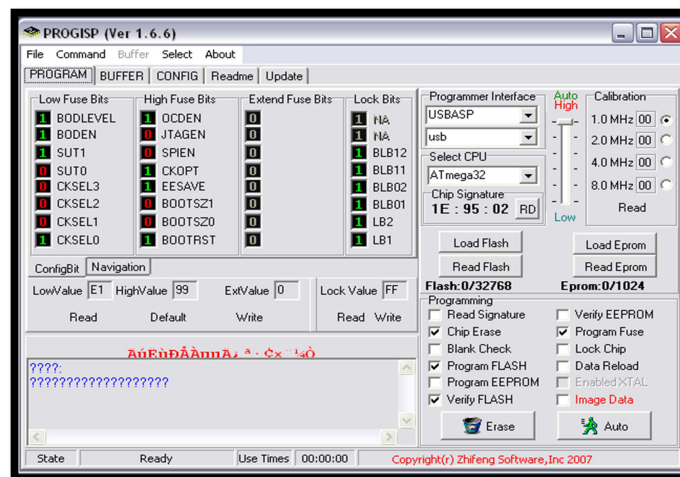 PROGISP (Ver 1.6.6)
File Command Buffer Select About
PROGRAM BUFFER CONFIG Readme Update
Low Fuse Bits High Fuse Bits Extend Fuse Bits Lock Bits
1 BODLEVEL 1 OCDEN 0 1 NA
1 BODEN 0 JTAGEN 0 1 NA
1 SUT1 0 SPIEN 0 1 BLB12
0 SUT0 1 CKOPT 0 1 BLB11
0 CKSEL3 1 EESAVE 0 1 BLB02
0 CKSEL2 0 BOOTSZ1 0 1 BLB01
0 CKSEL1 0 BOOTSZ0 0 1 LB2
1 CKSEL0 1 BOOTRST 0 1 LB1
ConfigBit Navigation
LowValue E1 HighValue 99 ExtValue 0 Lock Value FF
Read Default Write Read Write
????:
???????????????????
Programmer Interface
USBASP
usb
Select CPU
ATmega32
Chip Signature
1E : 95 : 02 RD
Auto
High
Low
Calibration
1.0 MHz 00
2.0 MHz 00
4.0 MHz 00
8.0 MHz 00
Read
Load Flash Load Eprom
Read Flash Read Eprom
Flash:0/32768 Eprom:0/1024
Programming
Read Signature Verify EEPROM
Chip Erase Program Fuse
Blank Check Lock Chip
Program FLASH Data Reload
Program EEPROM Enabled XTAL
Verify FLASH Image Data
Erase Auto
State Ready Use Times 00:00:00 Copyright(r) Zhifeng Software,Inc 2007